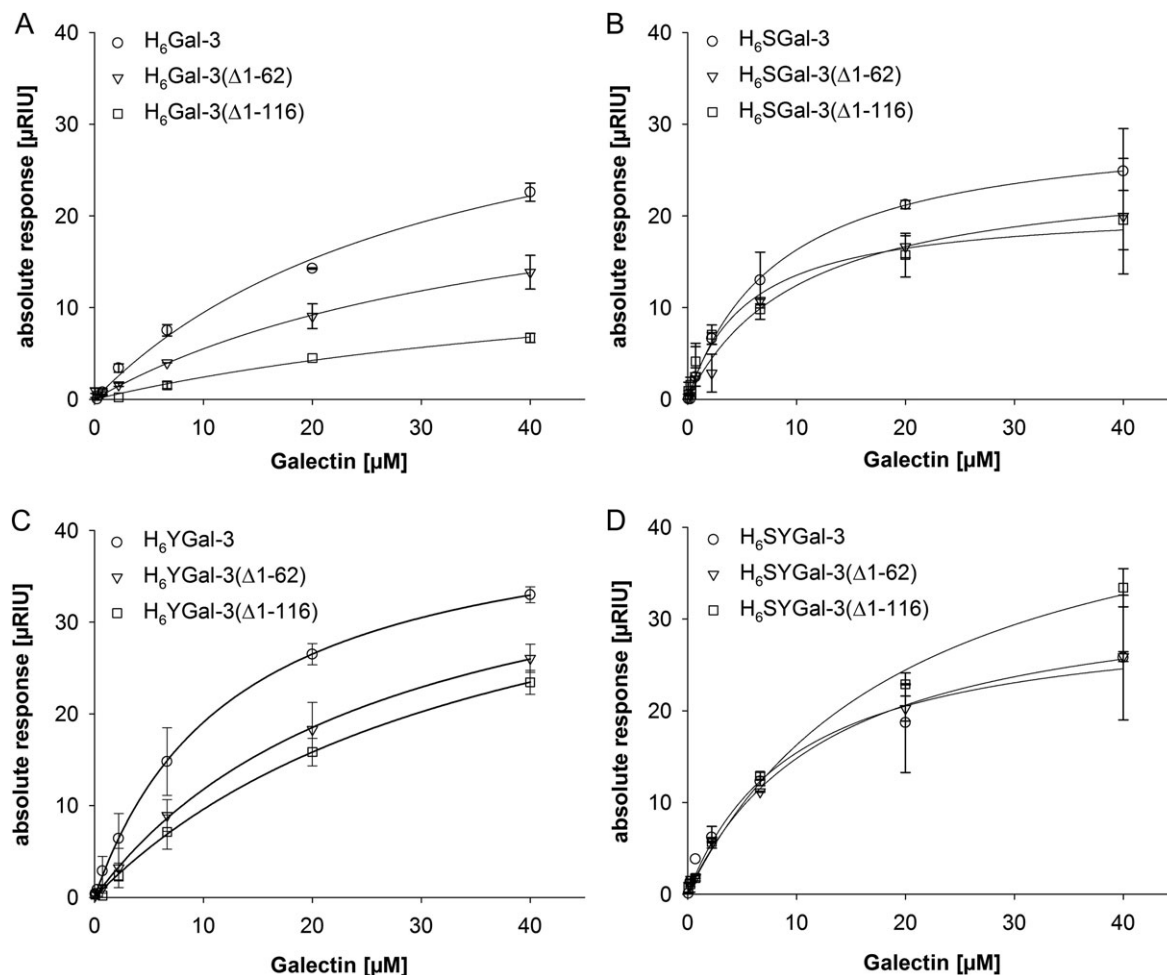 A
H₆Gal-3
H₆Gal-3(Δ1-62)
H₆Gal-3(Δ1-116)
absolute response [µRIU]
40
30
20
10
0
0 10 20 30 40
Galectin [µM]
B
H₆SGal-3
H₆SGal-3(Δ1-62)
H₆SGal-3(Δ1-116)
absolute response [µRIU]
40
30
20
10
0
0 10 20 30 40
Galectin [µM]
C
H₆YGal-3
H₆YGal-3(Δ1-62)
H₆YGal-3(Δ1-116)
absolute response [µRIU]
40
30
20
10
0
0 10 20 30 40
Galectin [µM]
D
H₆SYGal-3
H₆SYGal-3(Δ1-62)
H₆SYGal-3(Δ1-116)
absolute response [µRIU]
40
30
20
10
0
0 10 20 30 40
Galectin [µM]